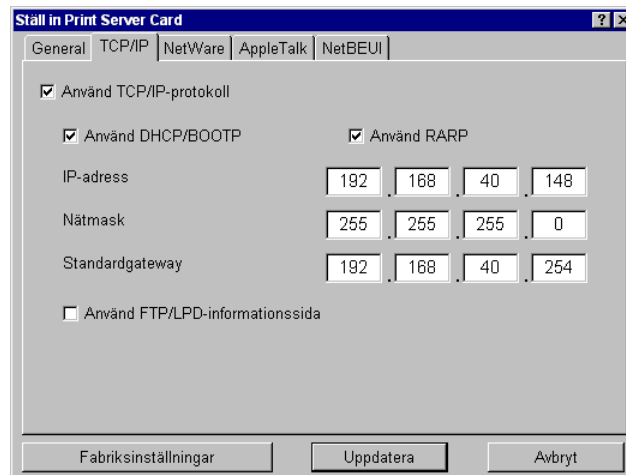 Ställ in Print Server Card
General TCP/IP NetWare AppleTalk NetBEUI
Använd TCP/IP-protokoll
Använd DHCP/BOOTP Använd RARP
IP-adress 192 . 168 . 40 . 148
Nätmask 255 . 255 . 255 . 0
Standardgateway 192 . 168 . 40 . 254
Använd FTP/LPD-informationssida
Fabriksinställningar Uppdatera Avbryt